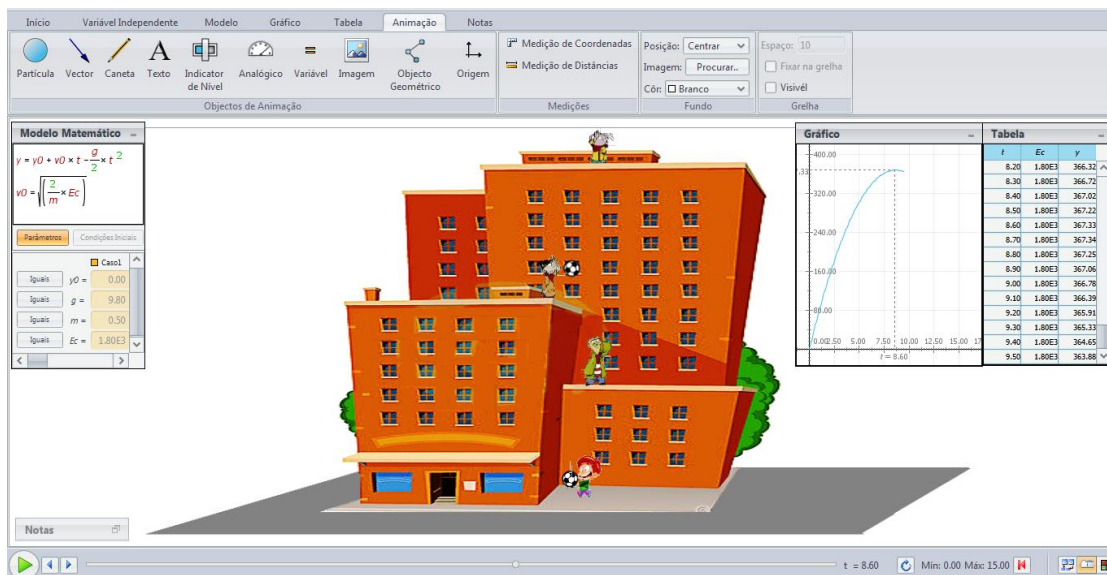 Início Variável Independente Modelo Gráfico Tabela Animação Notas
Partícula Vector Caneta Texto Indicator de Nível Analógico Variável Imagem Objecto Geométrico Origem
Objectos de Animação
Medição de Coordenadas
Medição de Distâncias
Medições
Posição: Centrar
Imagem: Procurar..
Côr: Branco
Fundo
Espaço: 10
Fixar na grelha
Visivél
Grelha
Modelo Matemático
y = y0 + v0 × t - g/2 × t 2
v0 = √(2/m × Ec)
Parâmetros Condições Iniciais
Caso1
Iguais y0 = 0.00
Iguais g = 9.80
Iguais m = 0.50
Iguais Ec = 1.80E3
Gráfico
400.00
.33
320.00
240.00
160.00
80.00
0.00 2.50 5.00 7.50 10.00 12.50 15.00 17
t = 8.60
Tabela
t Ec y
8.20 1.80E3 366.32
8.30 1.80E3 366.72
8.40 1.80E3 367.02
8.50 1.80E3 367.22
8.60 1.80E3 367.33
8.70 1.80E3 367.34
8.80 1.80E3 367.25
8.90 1.80E3 367.06
9.00 1.80E3 366.78
9.10 1.80E3 366.39
9.20 1.80E3 365.91
9.30 1.80E3 365.33
9.40 1.80E3 364.65
9.50 1.80E3 363.88
Notas
t = 8.60 Min: 0.00 Máx: 15.00